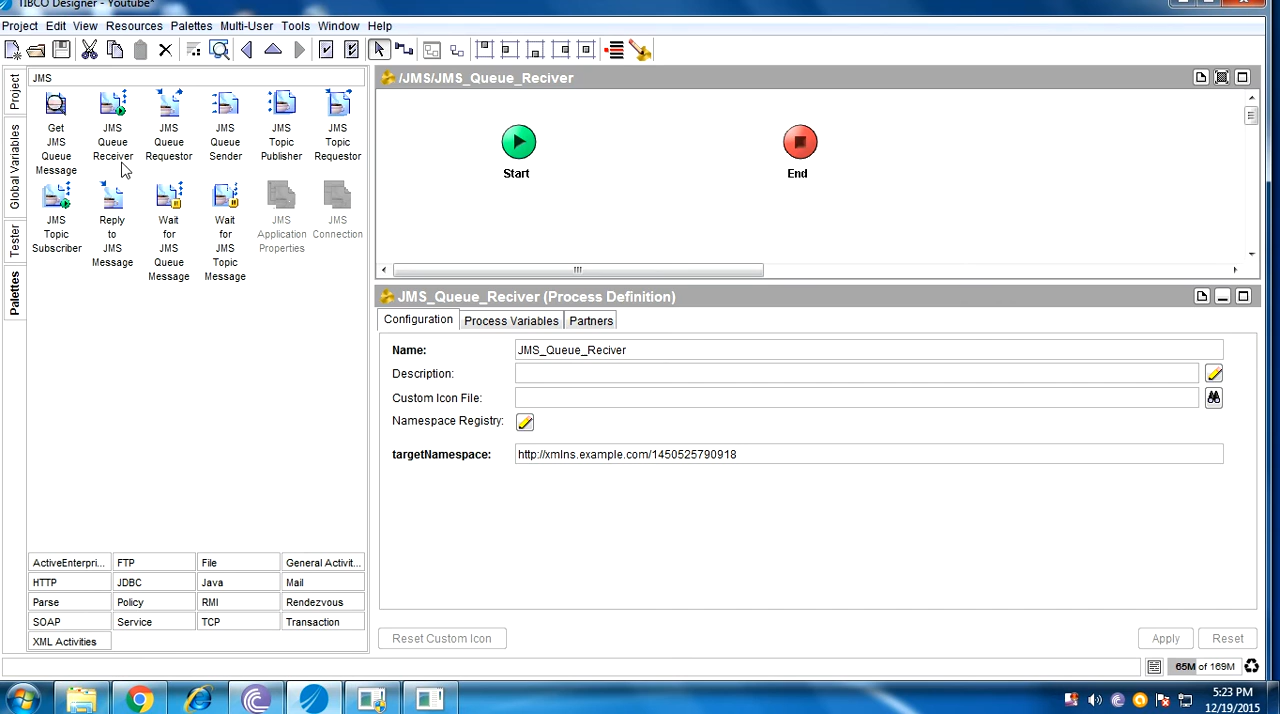 TIBCO Designer - Youtube*
Project Edit View Resources Palettes Multi-User Tools Window Help
Project
Global Variables
Tester
Palettes
JMS
Get JMS Queue Message
JMS Queue Receiver
JMS Queue Requestor
JMS Queue Sender
JMS Topic Publisher
JMS Topic Requestor
JMS Topic Subscriber
Reply to JMS Message
Wait for JMS Queue Message
Wait for JMS Topic Message
JMS Application Properties
JMS Connection
ActiveEnterpri... FTP File General Activit...
HTTP JDBC Java Mail
Parse Policy RMI Rendezvous
SOAP Service TCP Transaction
XML Activities
/JMS/JMS_Queue_Reciver
Start
End
JMS_Queue_Reciver (Process Definition)
Configuration Process Variables Partners
Name: JMS_Queue_Reciver
Description:
Custom Icon File:
Namespace Registry:
targetNamespace: http://xmlns.example.com/1450525790918
Reset Custom Icon Apply Reset
65M of 169M
5:23 PM
12/19/2015